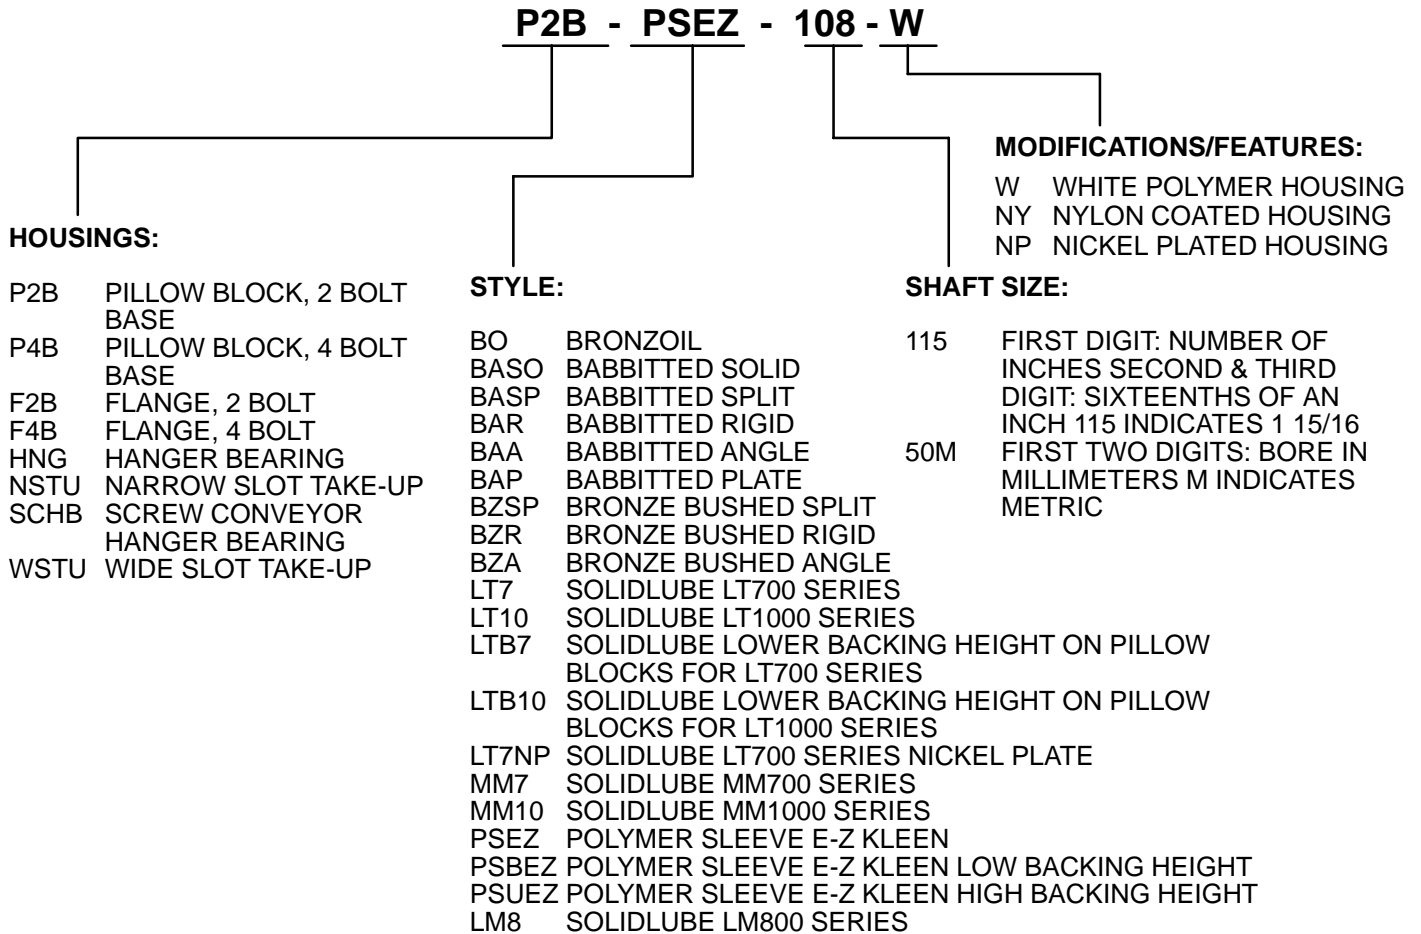 P2B - PSEZ - 108 - W
MODIFICATIONS/FEATURES:
W WHITE POLYMER HOUSING
NY NYLON COATED HOUSING
NP NICKEL PLATED HOUSING
HOUSINGS:
P2B PILLOW BLOCK, 2 BOLT
BASE
P4B PILLOW BLOCK, 4 BOLT
BASE
F2B FLANGE, 2 BOLT
F4B FLANGE, 4 BOLT
HNG HANGER BEARING
NSTU NARROW SLOT TAKE-UP
SCHB SCREW CONVEYOR
HANGER BEARING
WSTU WIDE SLOT TAKE-UP
STYLE:
BO BRONZOIL
BASO BABBITTED SOLID
BASP BABBITTED SPLIT
BAR BABBITTED RIGID
BAA BABBITTED ANGLE
BAP BABBITTED PLATE
BZSP BRONZE BUSHED SPLIT
BZR BRONZE BUSHED RIGID
BZA BRONZE BUSHED ANGLE
LT7 SOLIDLUBE LT700 SERIES
LT10 SOLIDLUBE LT1000 SERIES
LTB7 SOLIDLUBE LOWER BACKING HEIGHT ON PILLOW
BLOCKS FOR LT700 SERIES
LTB10 SOLIDLUBE LOWER BACKING HEIGHT ON PILLOW
BLOCKS FOR LT1000 SERIES
LT7NP SOLIDLUBE LT700 SERIES NICKEL PLATE
MM7 SOLIDLUBE MM700 SERIES
MM10 SOLIDLUBE MM1000 SERIES
PSEZ POLYMER SLEEVE E-Z KLEEN
PSBEZ POLYMER SLEEVE E-Z KLEEN LOW BACKING HEIGHT
PSUEZ POLYMER SLEEVE E-Z KLEEN HIGH BACKING HEIGHT
LM8 SOLIDLUBE LM800 SERIES
SHAFT SIZE:
115 FIRST DIGIT: NUMBER OF
INCHES SECOND & THIRD
DIGIT: SIXTEENTHS OF AN
INCH 115 INDICATES 1 15/16
50M FIRST TWO DIGITS: BORE IN
MILLIMETERS M INDICATES
METRIC